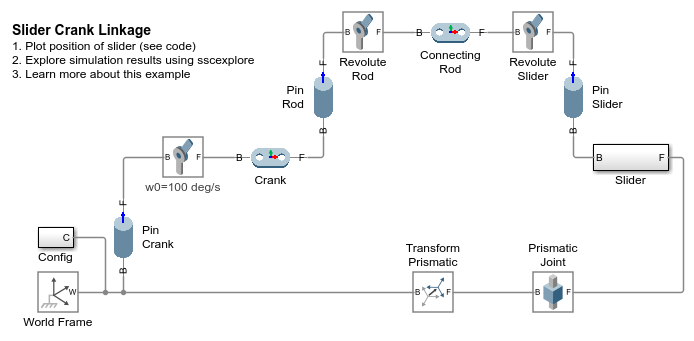 Slider Crank Linkage
1. Plot position of slider (see code)
2. Explore simulation results using sscexplore
3. Learn more about this example
B F
Revolute
Rod
B F
Connecting
Rod
B F
Revolute
Slider
F
Pin
Rod
B
F
Pin
Slider
B
B F
w0=100 deg/s
B F
Crank
B F
Slider
F
Pin
Crank
B
C
Config
W
World Frame
Transform
Prismatic
B F
Prismatic
Joint
B F